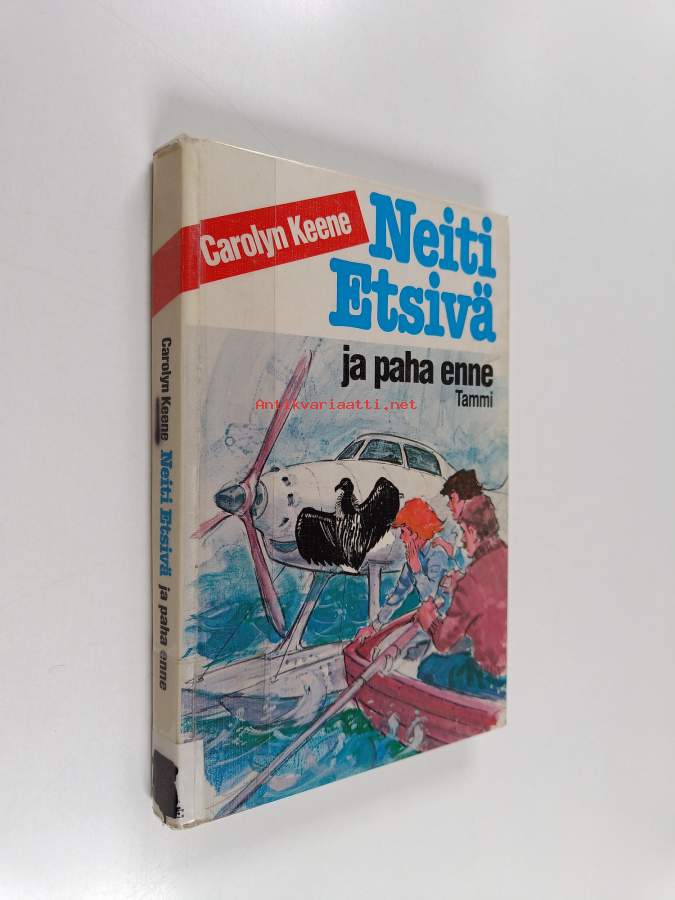 Carolyn Keene
Neiti
Etsivä
ja paha enne
Tammi
Antikvariaatti.net
Carolyn Keene Neiti Etsivä ja paha enne